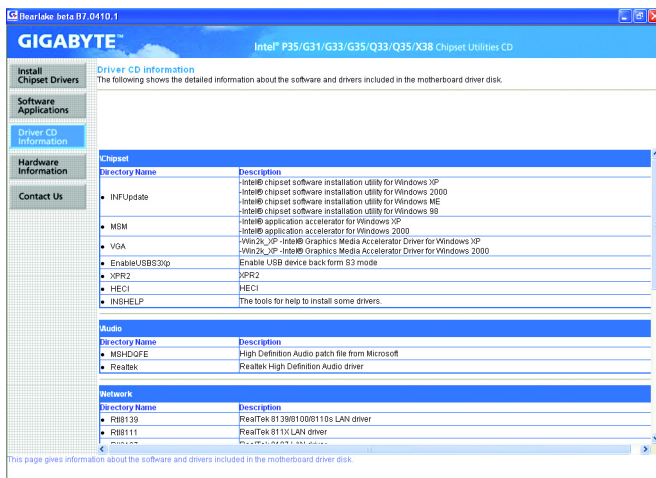 Bearlake beta B7.0410.1
GIGABYTE™
Intel® P35/G31/G33/G35/Q33/Q35/X38 Chipset Utilities CD
Install
Chipset Drivers
Software
Applications
Driver CD
Information
Hardware
Information
Contact Us
Driver CD information
The following shows the detailed information about the software and drivers included in the motherboard driver disk.
\Chipset
Directory Name Description
• INFUpdate
-Intel® chipset software installation utility for Windows XP
-Intel® chipset software installation utility for Windows 2000
-Intel® chipset software installation utility for Windows ME
-Intel® chipset software installation utility for Windows 98
• MSM
-Intel® application accelerator for Windows XP
-Intel® application accelerator for Windows 2000
• VGA
-Win2k_XP -Intel® Graphics Media Accelerator Driver for Windows XP
-Win2k_XP -Intel® Graphics Media Accelerator Driver for Windows 2000
• EnableUSBS3Xp Enable USB device back form S3 mode
• XPR2 XPR2
• HECI HECI
• INSHELP The tools for help to install some drivers.
\Audio
Directory Name Description
• MSHDQFE High Definition Audio patch file from Microsoft
• Realtek Realtek High Definition Audio driver
\Network
Directory Name Description
• Rtl8139 RealTek 8139/8100/8110s LAN driver
• Rtl8111 RealTek 811X LAN driver
This page gives information about the software and drivers included in the motherboard driver disk.